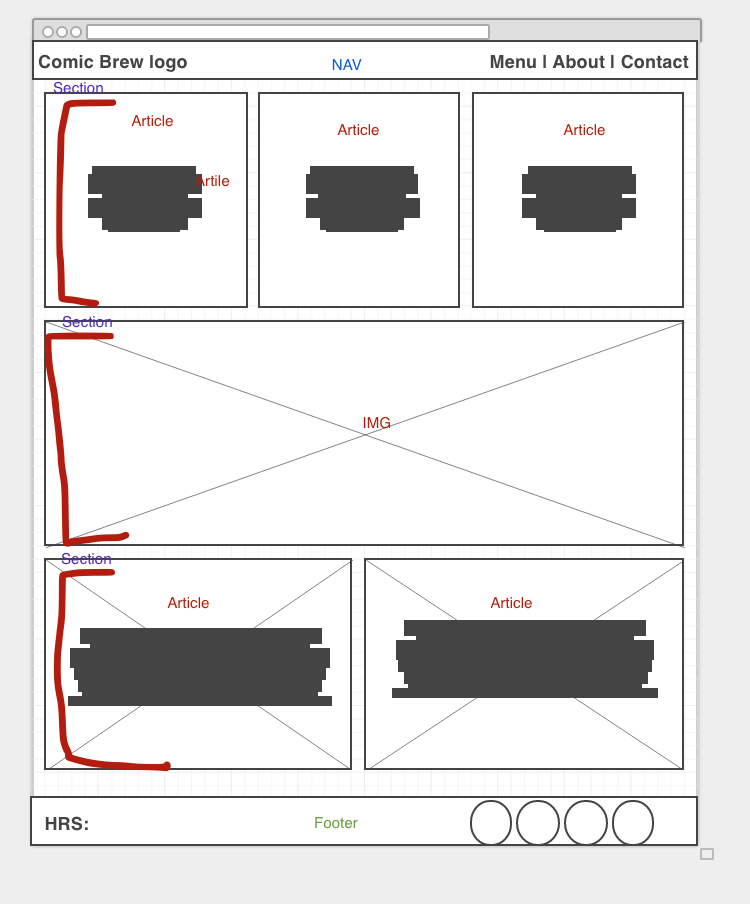 Comic Brew logo
NAV
Menu | About | Contact
Section
Article
Article
Article
Artile
Section
IMG
Section
Article
Article
HRS:
Footer